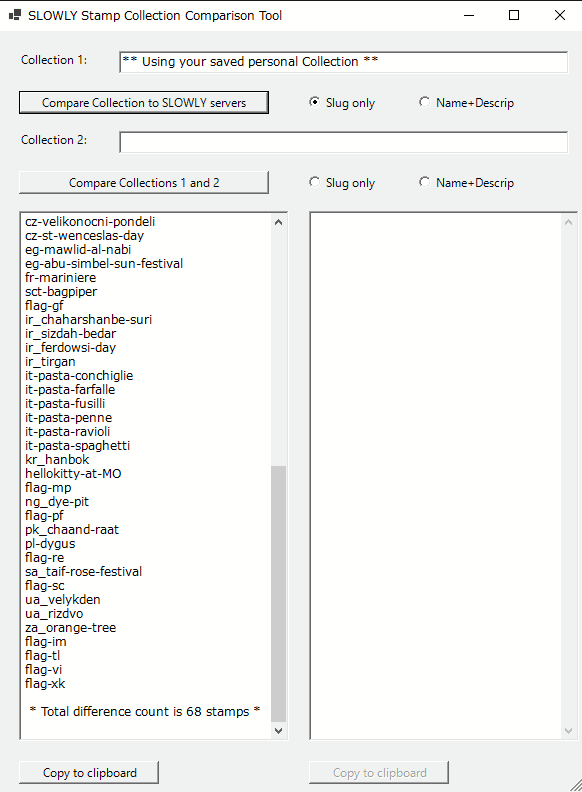 SLOWLY Stamp Collection Comparison Tool
Collection 1:
** Using your saved personal Collection **
Compare Collection to SLOWLY servers
Slug only
Name+Descrip
Collection 2:
Compare Collections 1 and 2
Slug only
Name+Descrip
cz-velikonocni-pondeli
cz-st-wenceslas-day
eg-mawlid-al-nabi
eg-abu-simbel-sun-festival
fr-mariniere
sct-bagpiper
flag-gf
ir_chaharshanbe-suri
ir_sizdah-bedar
ir_ferdowsi-day
ir_tirgan
it-pasta-conchiglie
it-pasta-farfalle
it-pasta-fusilli
it-pasta-penne
it-pasta-ravioli
it-pasta-spaghetti
kr_hanbok
hellokitty-at-MO
flag-mp
ng_dye-pit
flag-pf
pk_chaand-raat
pl-dygus
flag-re
sa_taif-rose-festival
flag-sc
ua_velykden
ua_rizdvo
za_orange-tree
flag-im
flag-tl
flag-vi
flag-xk
* Total difference count is 68 stamps *
Copy to clipboard
Copy to clipboard